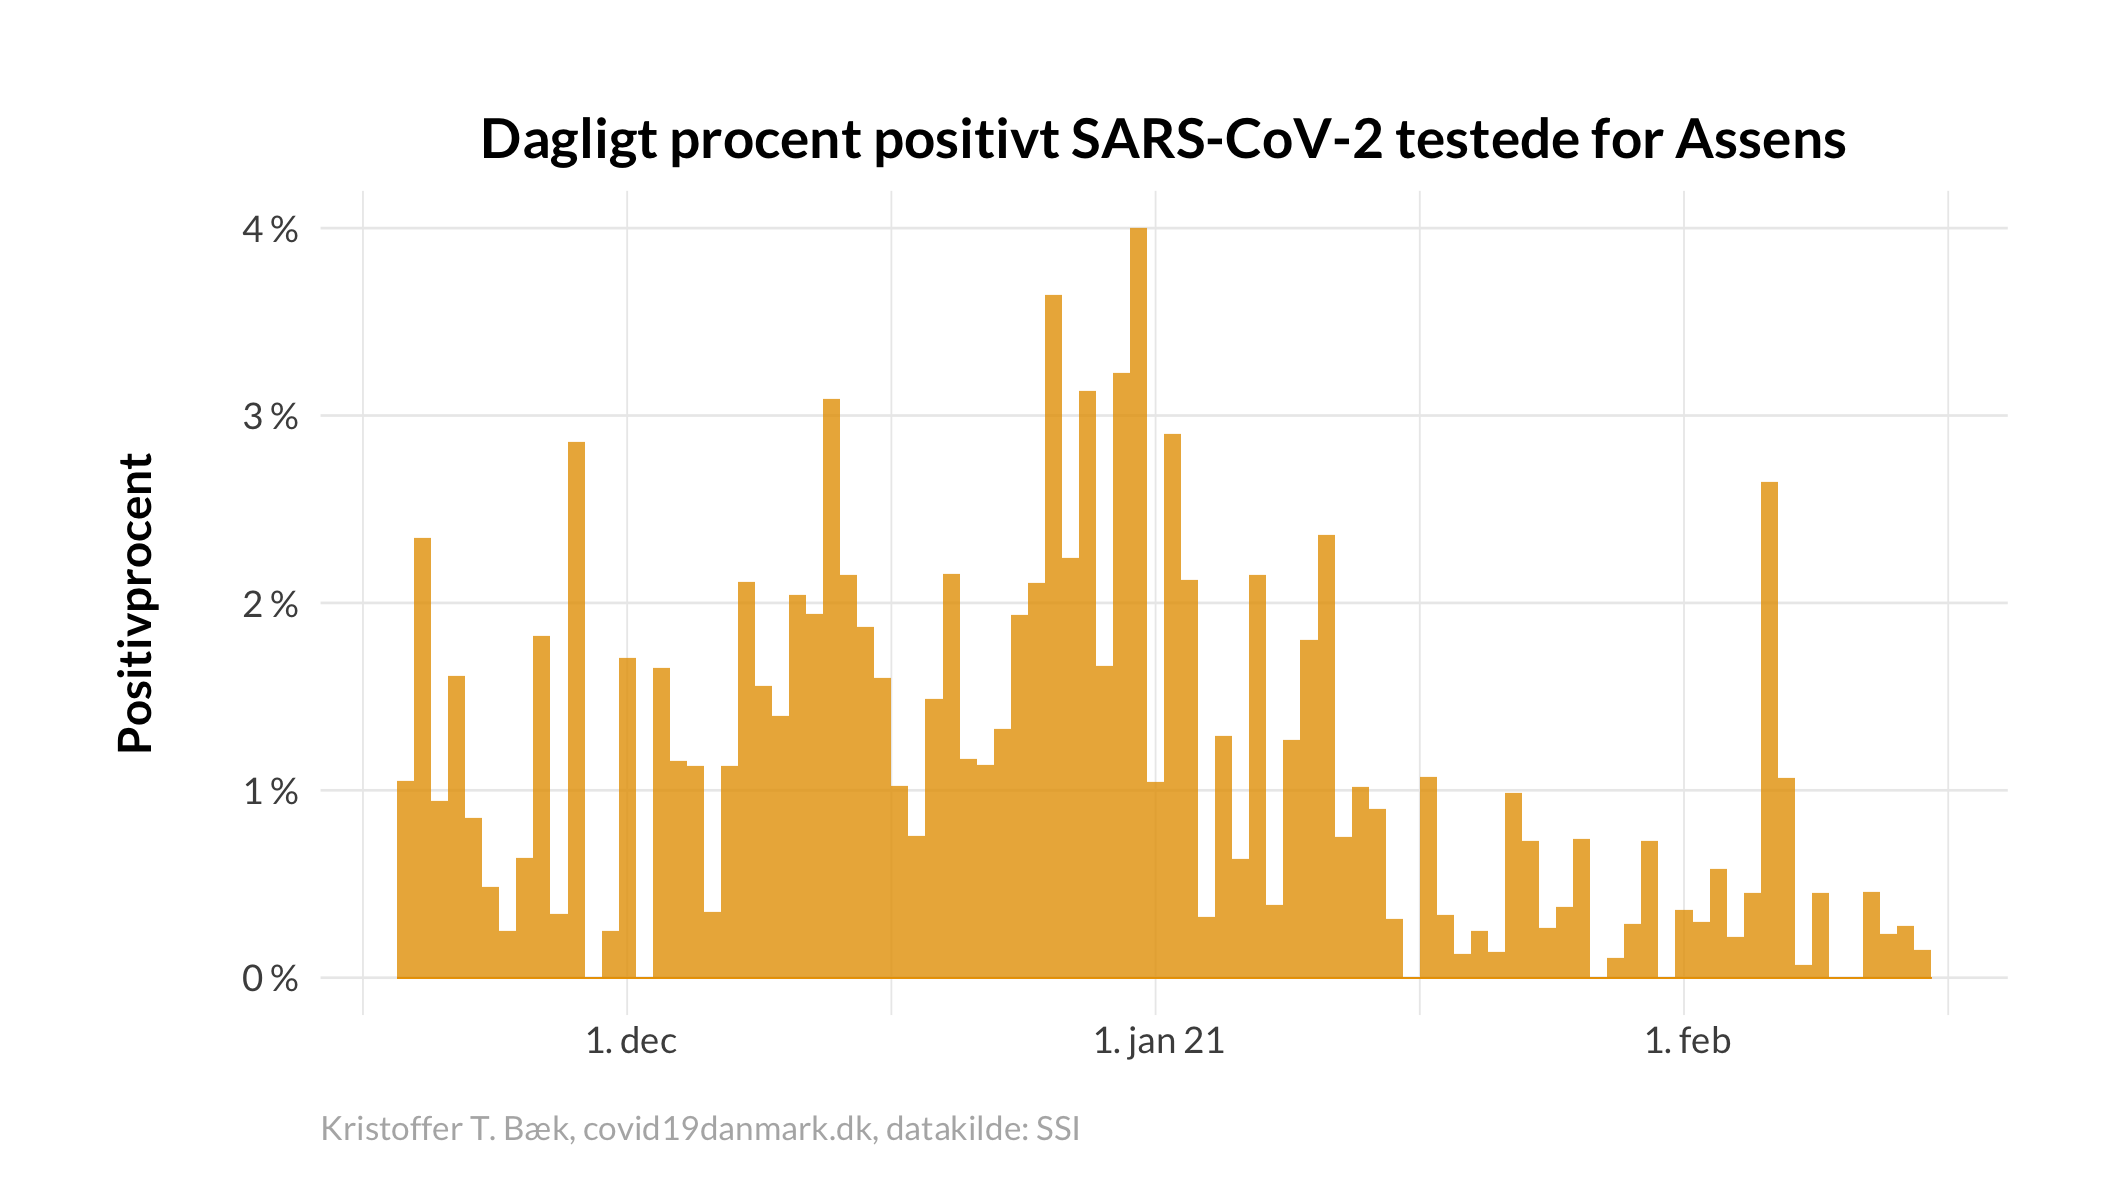 Dagligt procent positivt SARS-CoV-2 testede for Assens
Positivprocent
4 %
3 %
2 %
1 %
0 %
1. dec
1. jan 21
1. feb
Kristoffer T. Bæk, covid19danmark.dk, datakilde: SSI